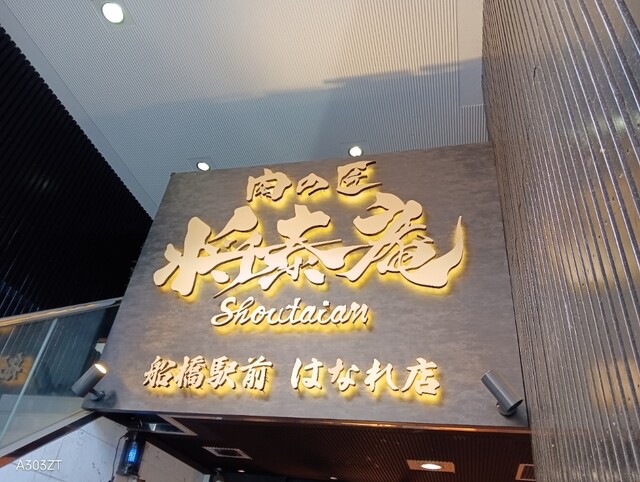 肉の匠
将泰庵
Shoutaian
船橋駅前 はなれ店
A303ZT